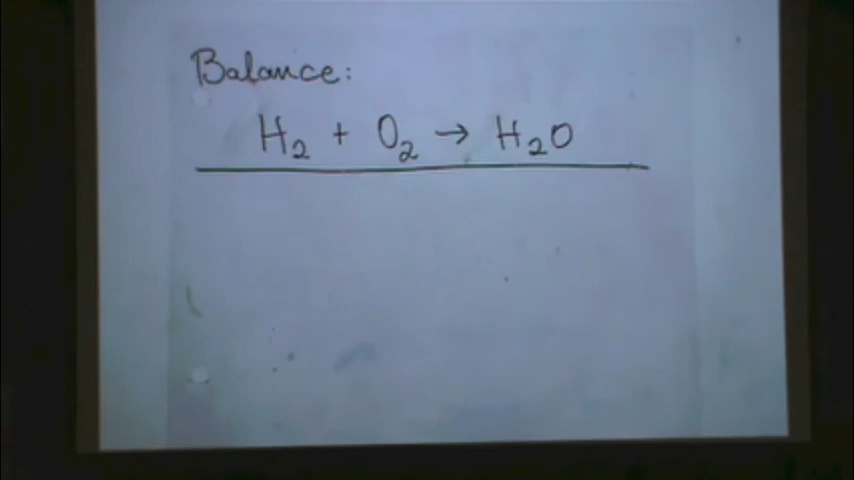 Balance:
H₂ + O₂ → H₂O